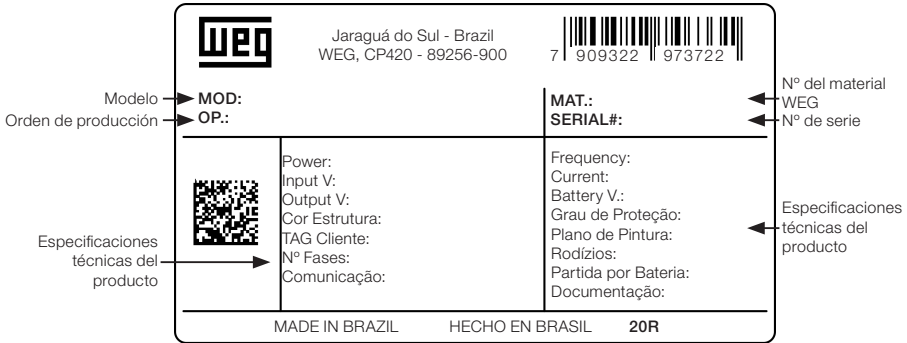 WEG
Jaraguá do Sul - Brazil
WEG, CP420 - 89256-900
7 909322 973722
Modelo
MOD:
Orden de producción
OP.:
MAT.:
Nº del material
WEG
SERIAL#:
Nº de serie
Especificaciones
técnicas del
producto
Power:
Input V:
Output V:
Cor Estrutura:
TAG Cliente:
Nº Fases:
Comunicação:
Frequency:
Current:
Battery V.:
Grau de Proteção:
Plano de Pintura:
Rodízios:
Partida por Bateria:
Documentação:
Especificaciones
técnicas del
producto
MADE IN BRAZIL HECHO EN BRASIL 20R